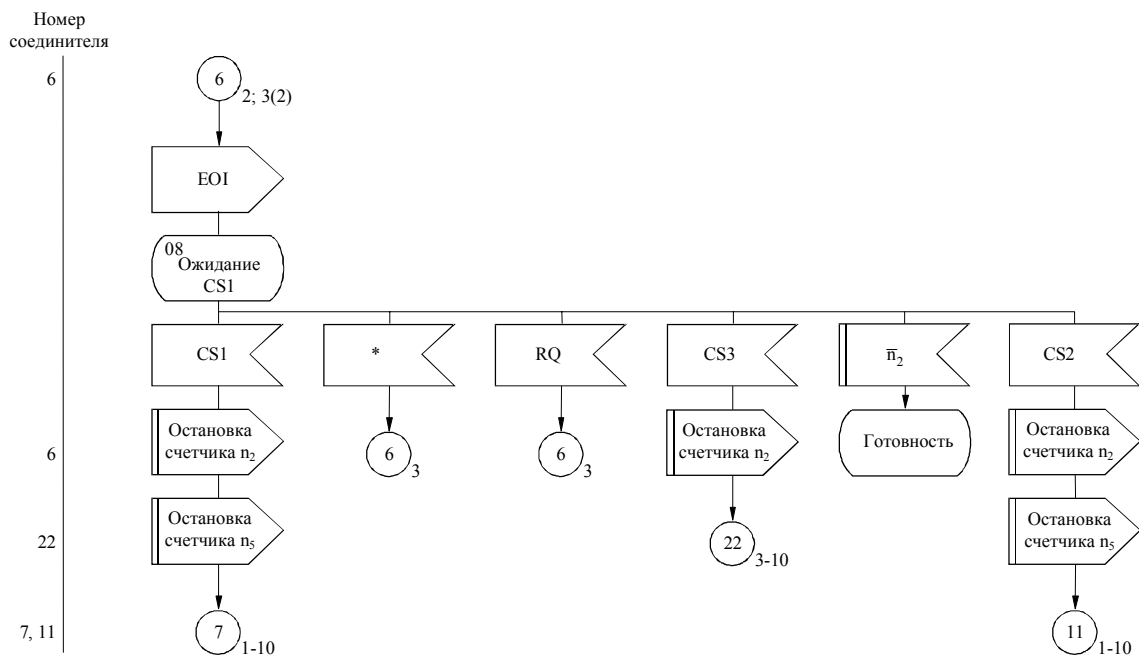 Номер
соединителя
6
6
2; 3(2)
EOI
08
Ожидание
CS1
CS1
*
RQ
CS3
n̅₂
CS2
Остановка
счетчика n₂
6
3
6
3
Остановка
счетчика n₂
Готовность
Остановка
счетчика n₂
6
Остановка
счетчика n₅
22
3-10
Остановка
счетчика n₅
22
7, 11
7
1-10
11
1-10